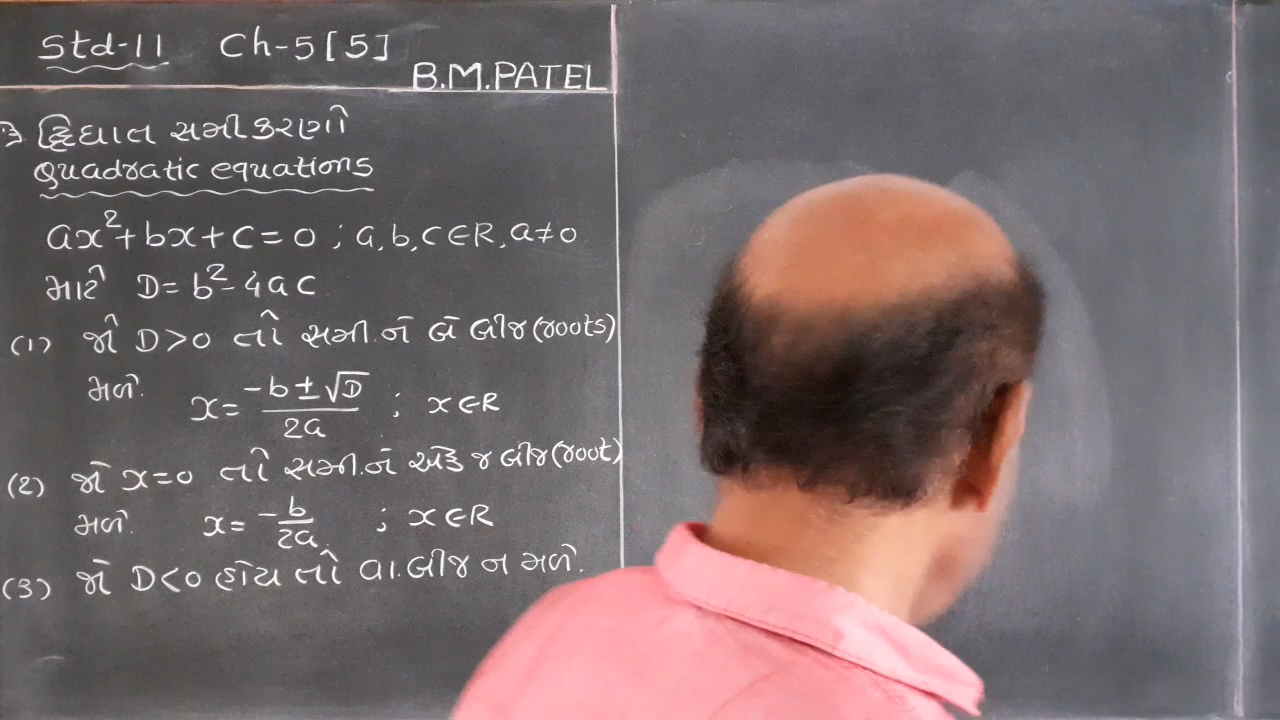 Std-11 Ch-5[5]
B.M.PATEL
દ્વિઘાત સમીકરણો
Quadratic equations
ax²+bx+c=0 ; a,b,c∈R, a≠0
માટે D= b²-4ac
(1) જો D>0 તો સમી.ને બે બીજ(roots)
મળે. x= (-b±√D)/2a ; x∈R
(2) જો x=0 તો સમી.ને એક જ બીજ(root)
મળે. x= -b/2a ; x∈R
(3) જો D<0 હોય તો વા.બીજ ન મળે.